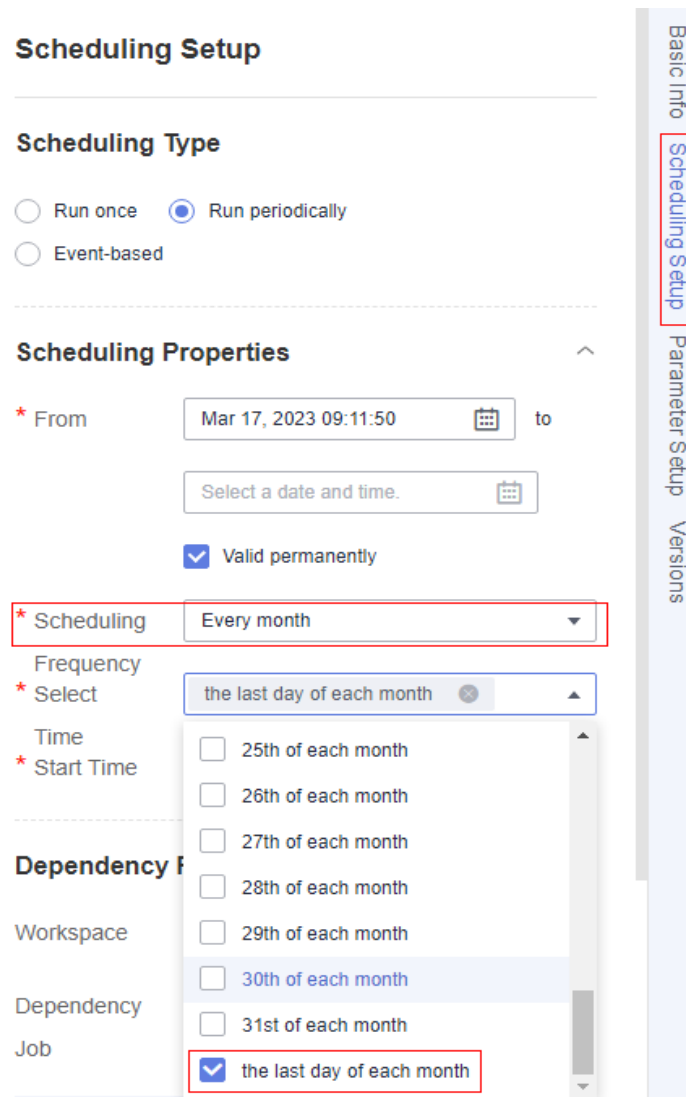 Scheduling Setup
Scheduling Type
Run once
Run periodically
Event-based
Scheduling Properties
* From
Mar 17, 2023 09:11:50
to
Select a date and time.
Valid permanently
* Scheduling
Frequency
Every month
* Select
Time
the last day of each month
* Start Time
25th of each month
26th of each month
27th of each month
28th of each month
29th of each month
30th of each month
31st of each month
the last day of each month
Dependency
Workspace
Dependency
Job
Basic Info
Scheduling Setup
Parameter Setup
Versions